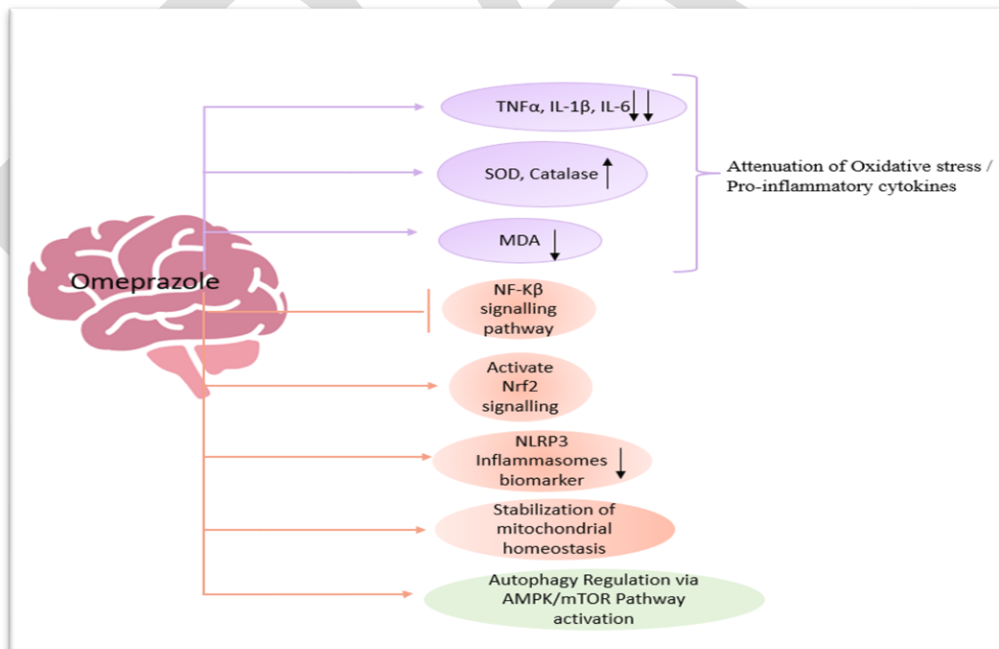 TNFα, IL-1β, IL-6
SOD, Catalase
MDA
Attenuation of Oxidative stress /
Pro-inflammatory cytokines
Omeprazole
NF-Kβ
signalling
pathway
Activate
Nrf2
signalling
NLRP3
Inflammasomes
biomarker
Stabilization of
mitochondrial
homeostasis
Autophagy Regulation via
AMPK/mTOR Pathway
activation